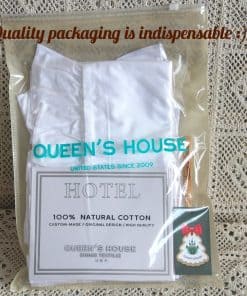 Quality packaging is indispensable :)
QUEEN'S HOUSE
UNITED STATES SINCE 2009
HOTEL
100% NATURAL COTTON
CUSTOM-MADE / ORIGINAL DESIGN / HIGH QUALITY
QUEEN'S HOUSE